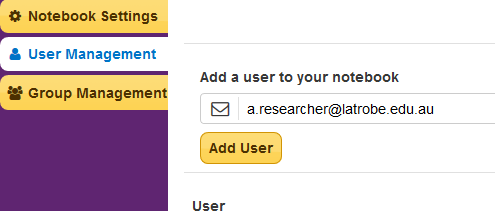 Notebook Settings
User Management
Group Management
Add a user to your notebook
a.researcher@latrobe.edu.au
Add User
User